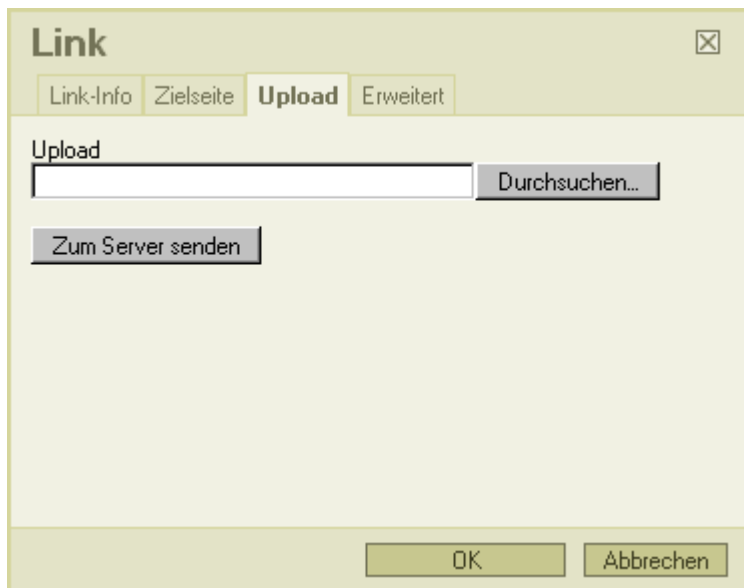 Link
Link-Info Zielseite Upload Erweitert
Upload
Durchsuchen...
Zum Server senden
OK Abbrechen